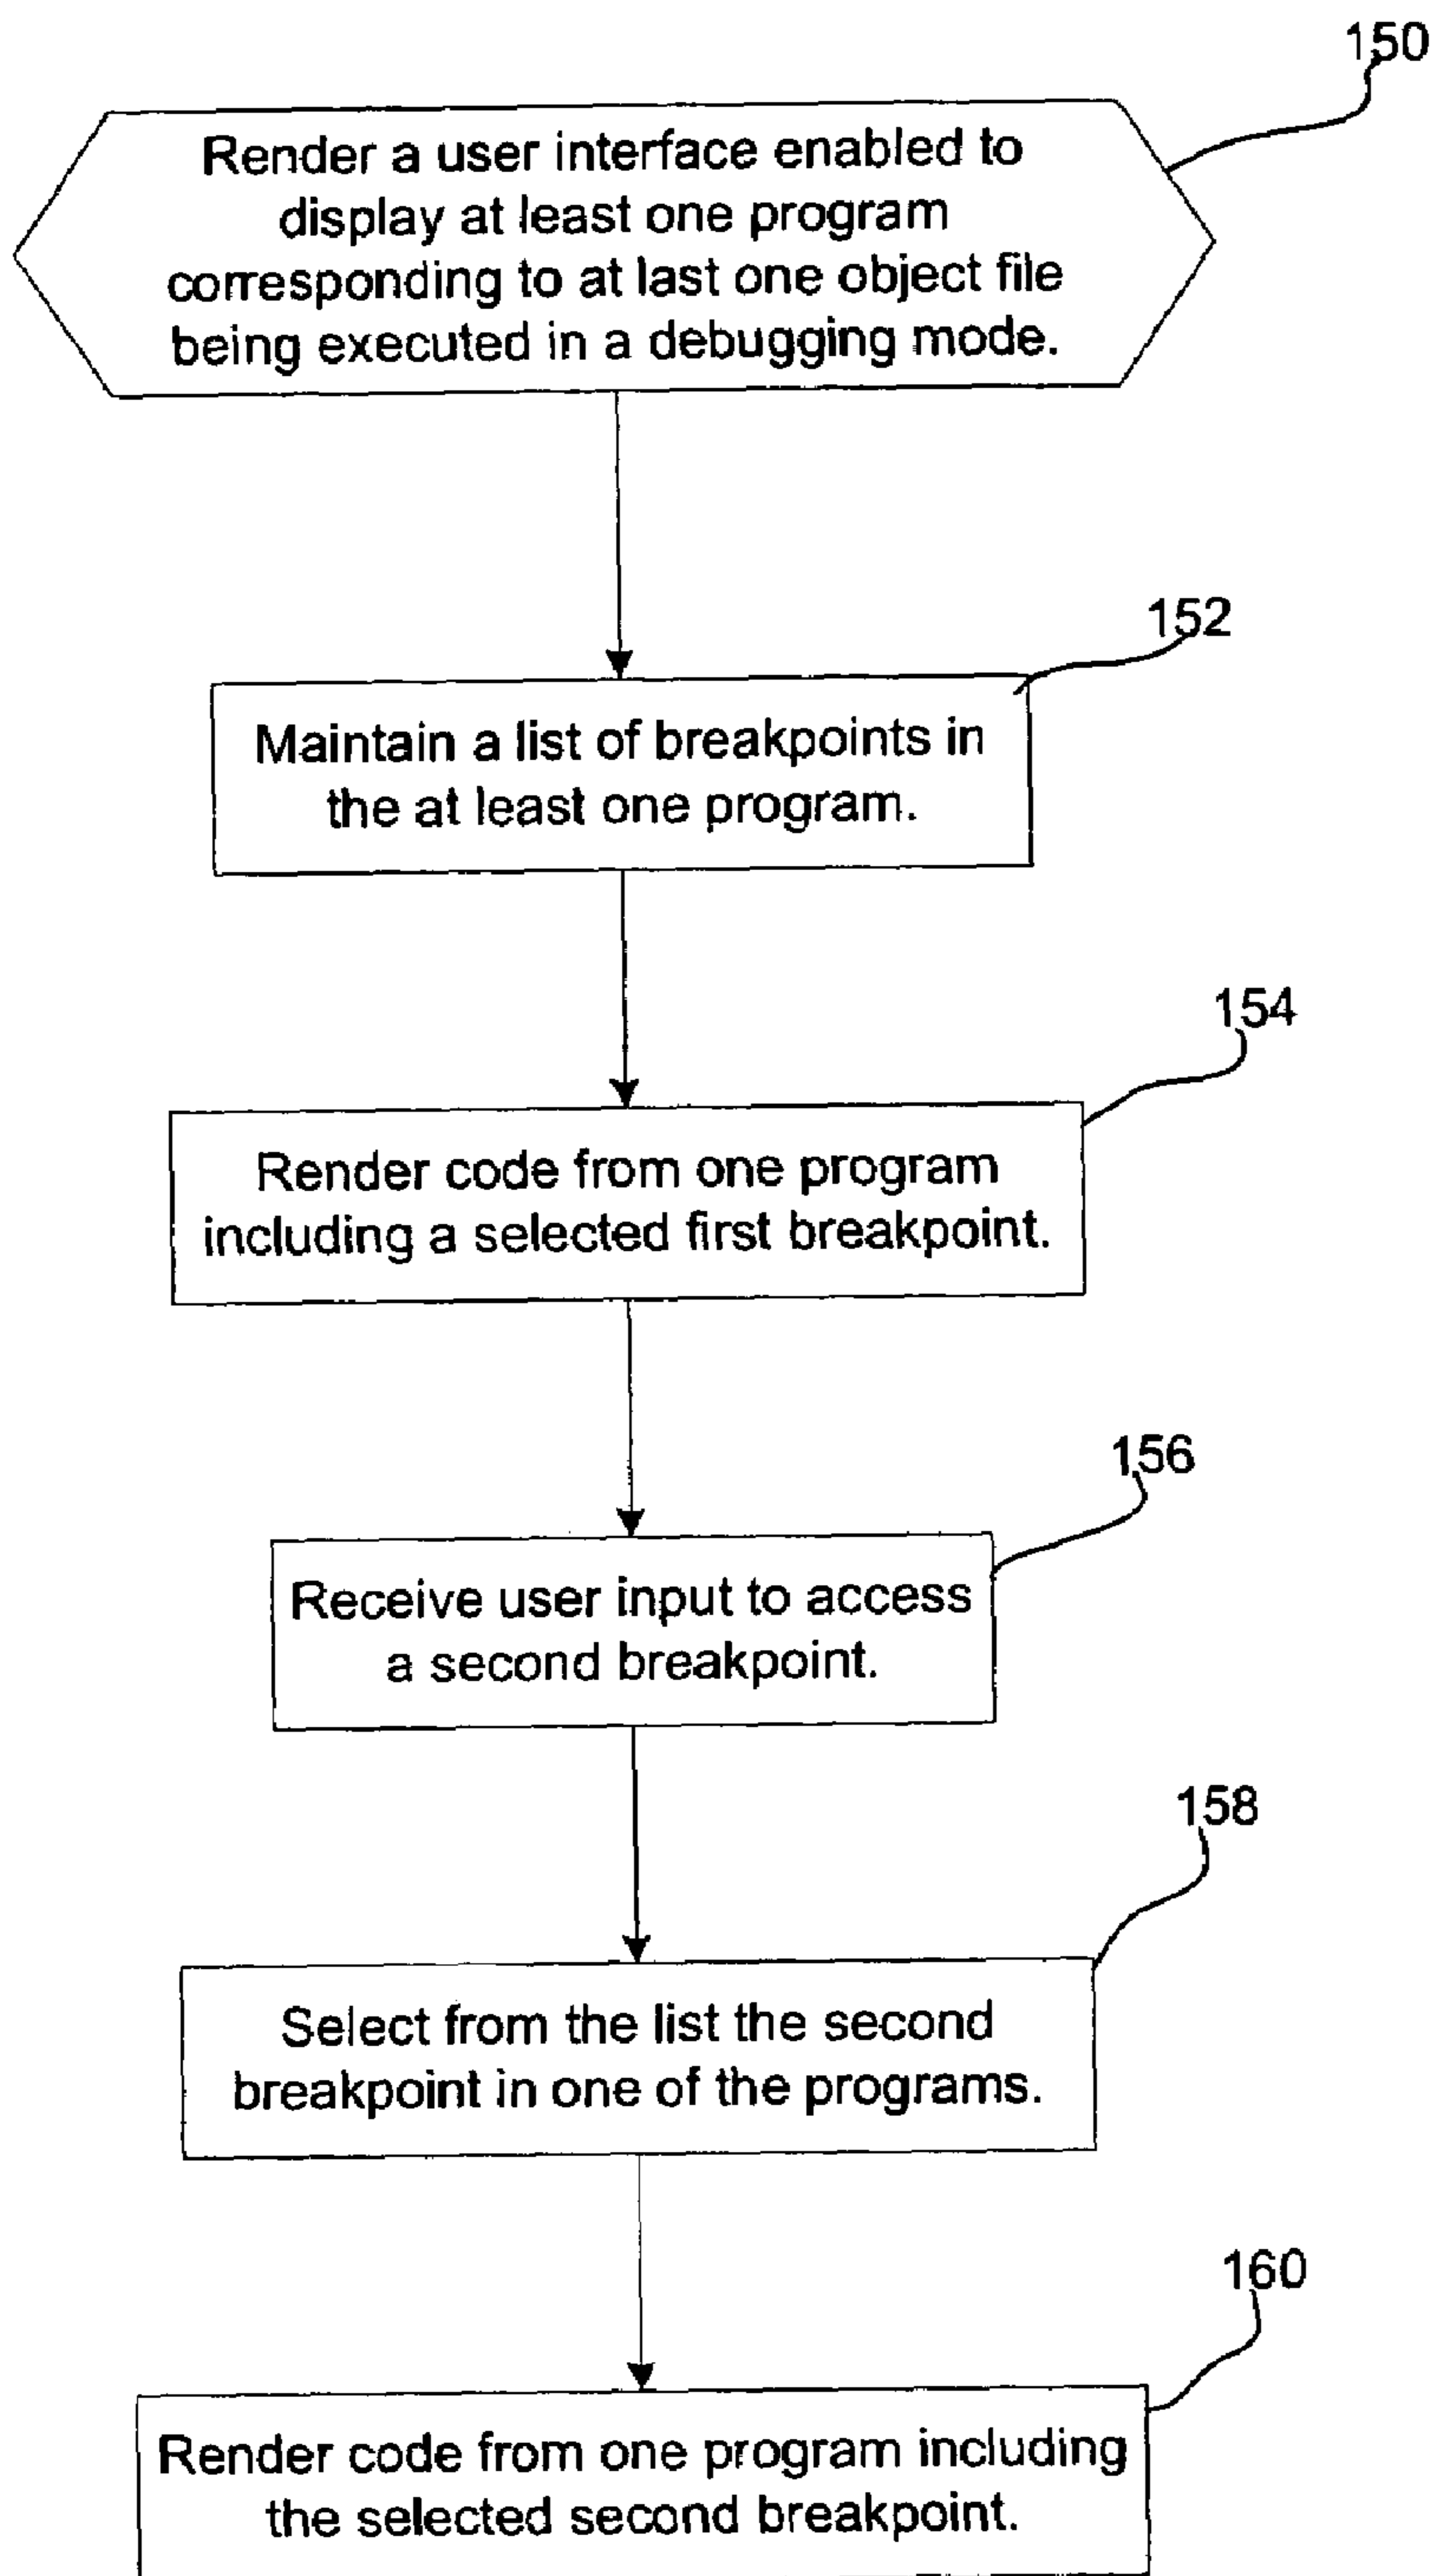 150
Render a user interface enabled to
display at least one program
corresponding to at last one object file
being executed in a debugging mode.
152
Maintain a list of breakpoints in
the at least one program.
154
Render code from one program
including a selected first breakpoint.
156
Receive user input to access
a second breakpoint.
158
Select from the list the second
breakpoint in one of the programs.
160
Render code from one program including
the selected second breakpoint.